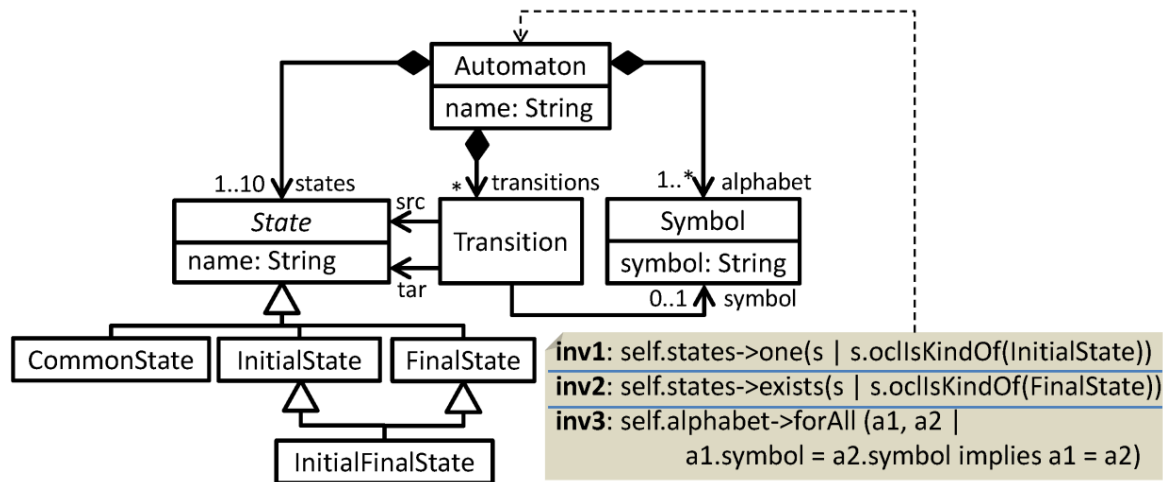 Automaton
name: String
1..10 states
* transitions
1..* alphabet
State
name: String
src
tar
Transition
Symbol
symbol: String
0..1 symbol
CommonState
InitialState
FinalState
InitialFinalState
inv1: self.states->one(s | s.oclIsKindOf(InitialState))
inv2: self.states->exists(s | s.oclIsKindOf(FinalState))
inv3: self.alphabet->forAll (a1, a2 |
a1.symbol = a2.symbol implies a1 = a2)